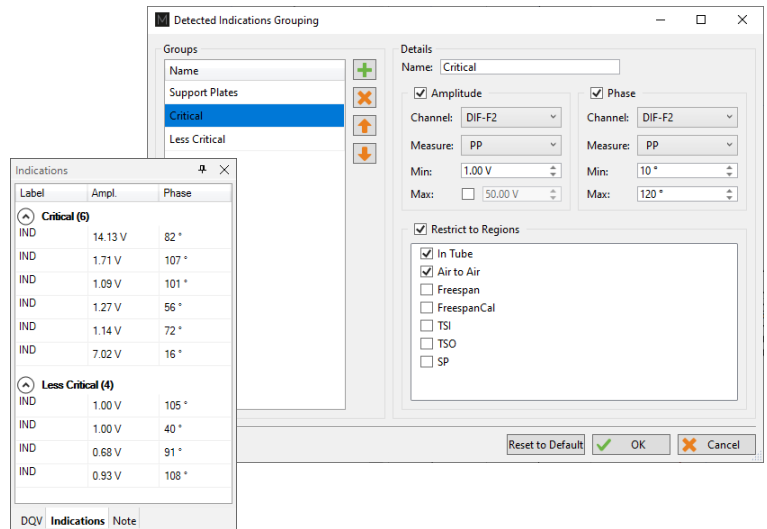 Detected Indications Grouping
Groups
Name
Support Plates
Critical
Less Critical
Details
Name: Critical
Amplitude
Channel: DIF-F2
Measure: PP
Min: 1.00 V
Max: 50.00 V
Phase
Channel: DIF-F2
Measure: PP
Min: 10 °
Max: 120 °
Restrict to Regions
In Tube
Air to Air
Freespan
FreespanCal
TSI
TSO
SP
Reset to Default OK Cancel
Indications
Label Ampl. Phase
Critical (6)
IND 14.13 V 82 °
IND 1.71 V 107 °
IND 1.09 V 101 °
IND 1.27 V 56 °
IND 1.14 V 72 °
IND 7.02 V 16 °
Less Critical (4)
IND 1.00 V 105 °
IND 1.00 V 40 °
IND 0.68 V 91 °
IND 0.93 V 108 °
DQV Indications Note